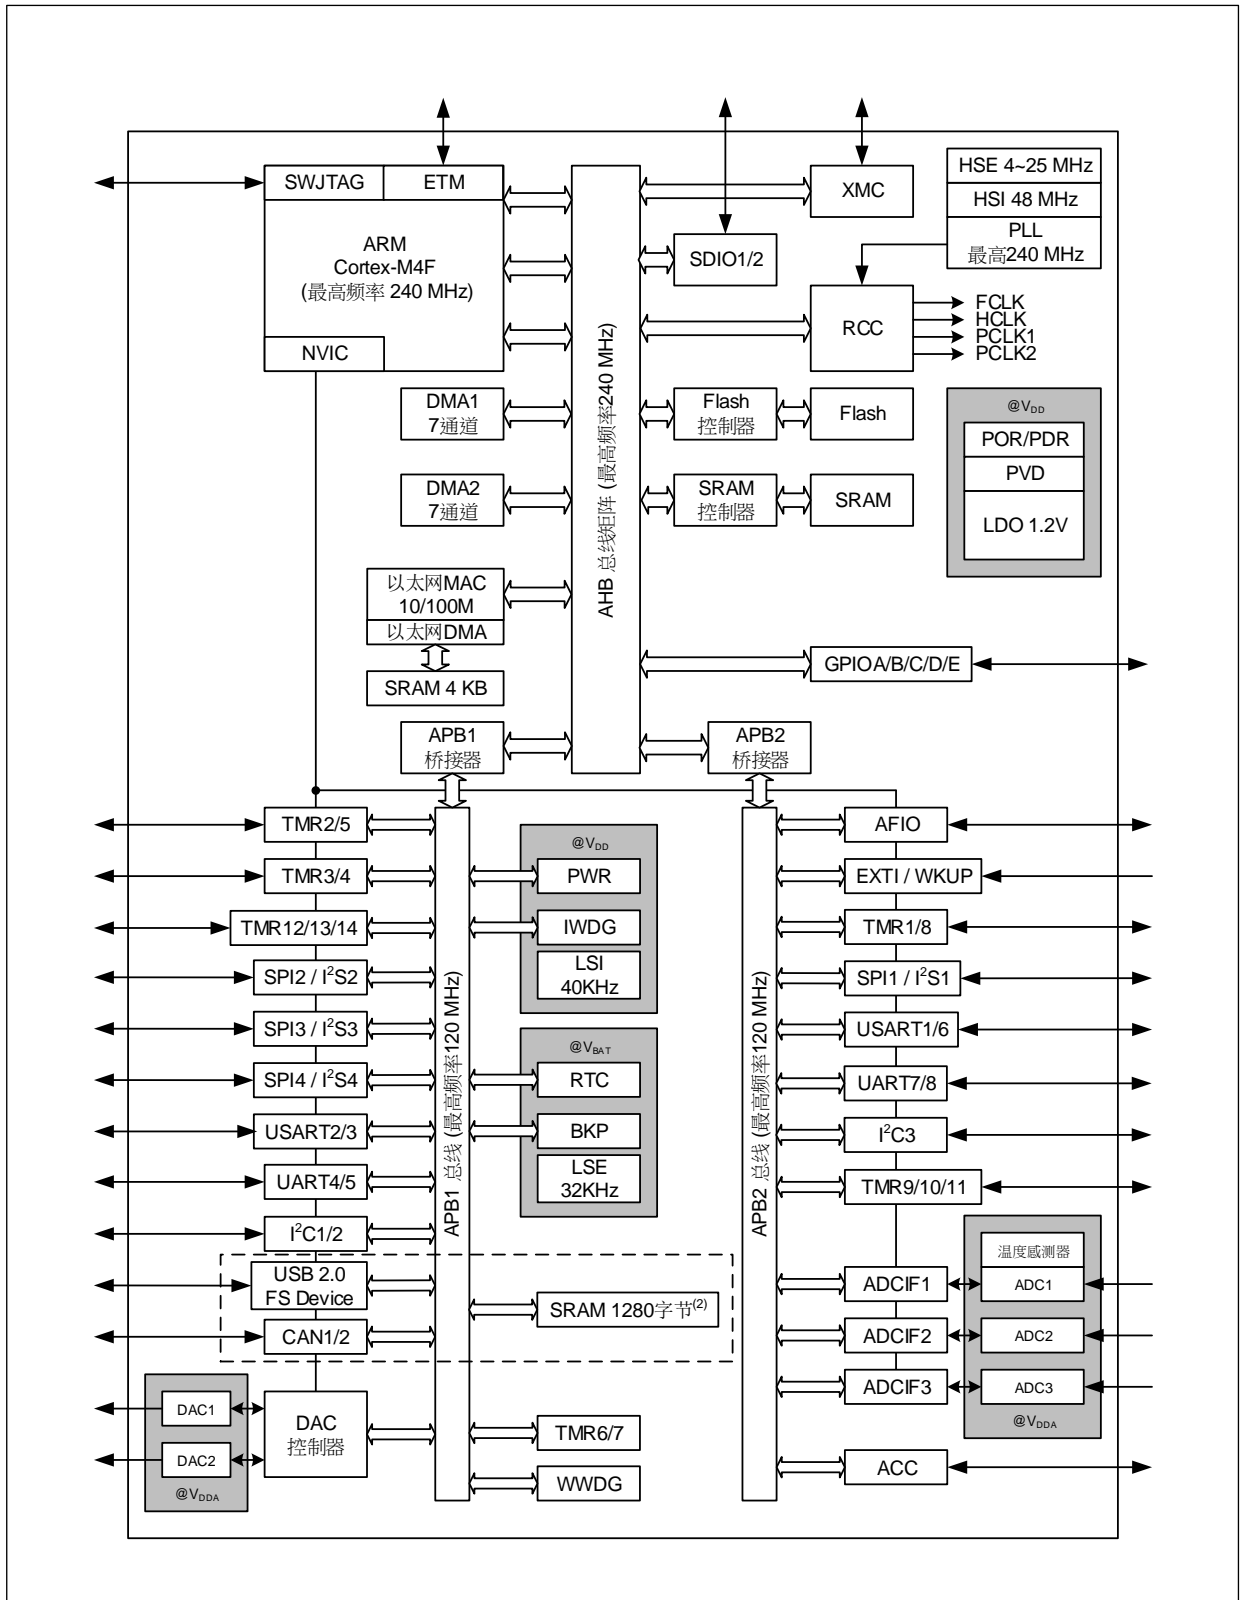 SWJTAG
ETM
ARM
Cortex-M4F
(最高频率 240 MHz)
NVIC
XMC
SDIO1/2
HSE 4~25 MHz
HSI 48 MHz
PLL
最高240 MHz
RCC
FCLK
HCLK
PCLK1
PCLK2
AHB 总线矩阵 (最高频率240 MHz)
DMA1
7通道
Flash
控制器
Flash
DMA2
7通道
SRAM
控制器
SRAM
@VDD
POR/PDR
PVD
LDO 1.2V
以太网MAC
10/100M
以太网DMA
SRAM 4 KB
GPIOA/B/C/D/E
APB1
桥接器
APB2
桥接器
TMR2/5
TMR3/4
TMR12/13/14
SPI2 / I²S2
SPI3 / I²S3
SPI4 / I²S4
USART2/3
UART4/5
I²C1/2
USB 2.0
FS Device
CAN1/2
DAC1
DAC2
@VDDA
DAC
控制器
APB1 总线 (最高频率120 MHz)
@VDD
PWR
IWDG
LSI
40KHz
@VBAT
RTC
BKP
LSE
32KHz
SRAM 1280字节(2)
TMR6/7
WWDG
APB2 总线 (最高频率120 MHz)
AFIO
EXTI / WKUP
TMR1/8
SPI1 / I²S1
USART1/6
UART7/8
I²C3
TMR9/10/11
ADCIF1
ADCIF2
ADCIF3
温度感测器
ADC1
ADC2
ADC3
@VDDA
ACC